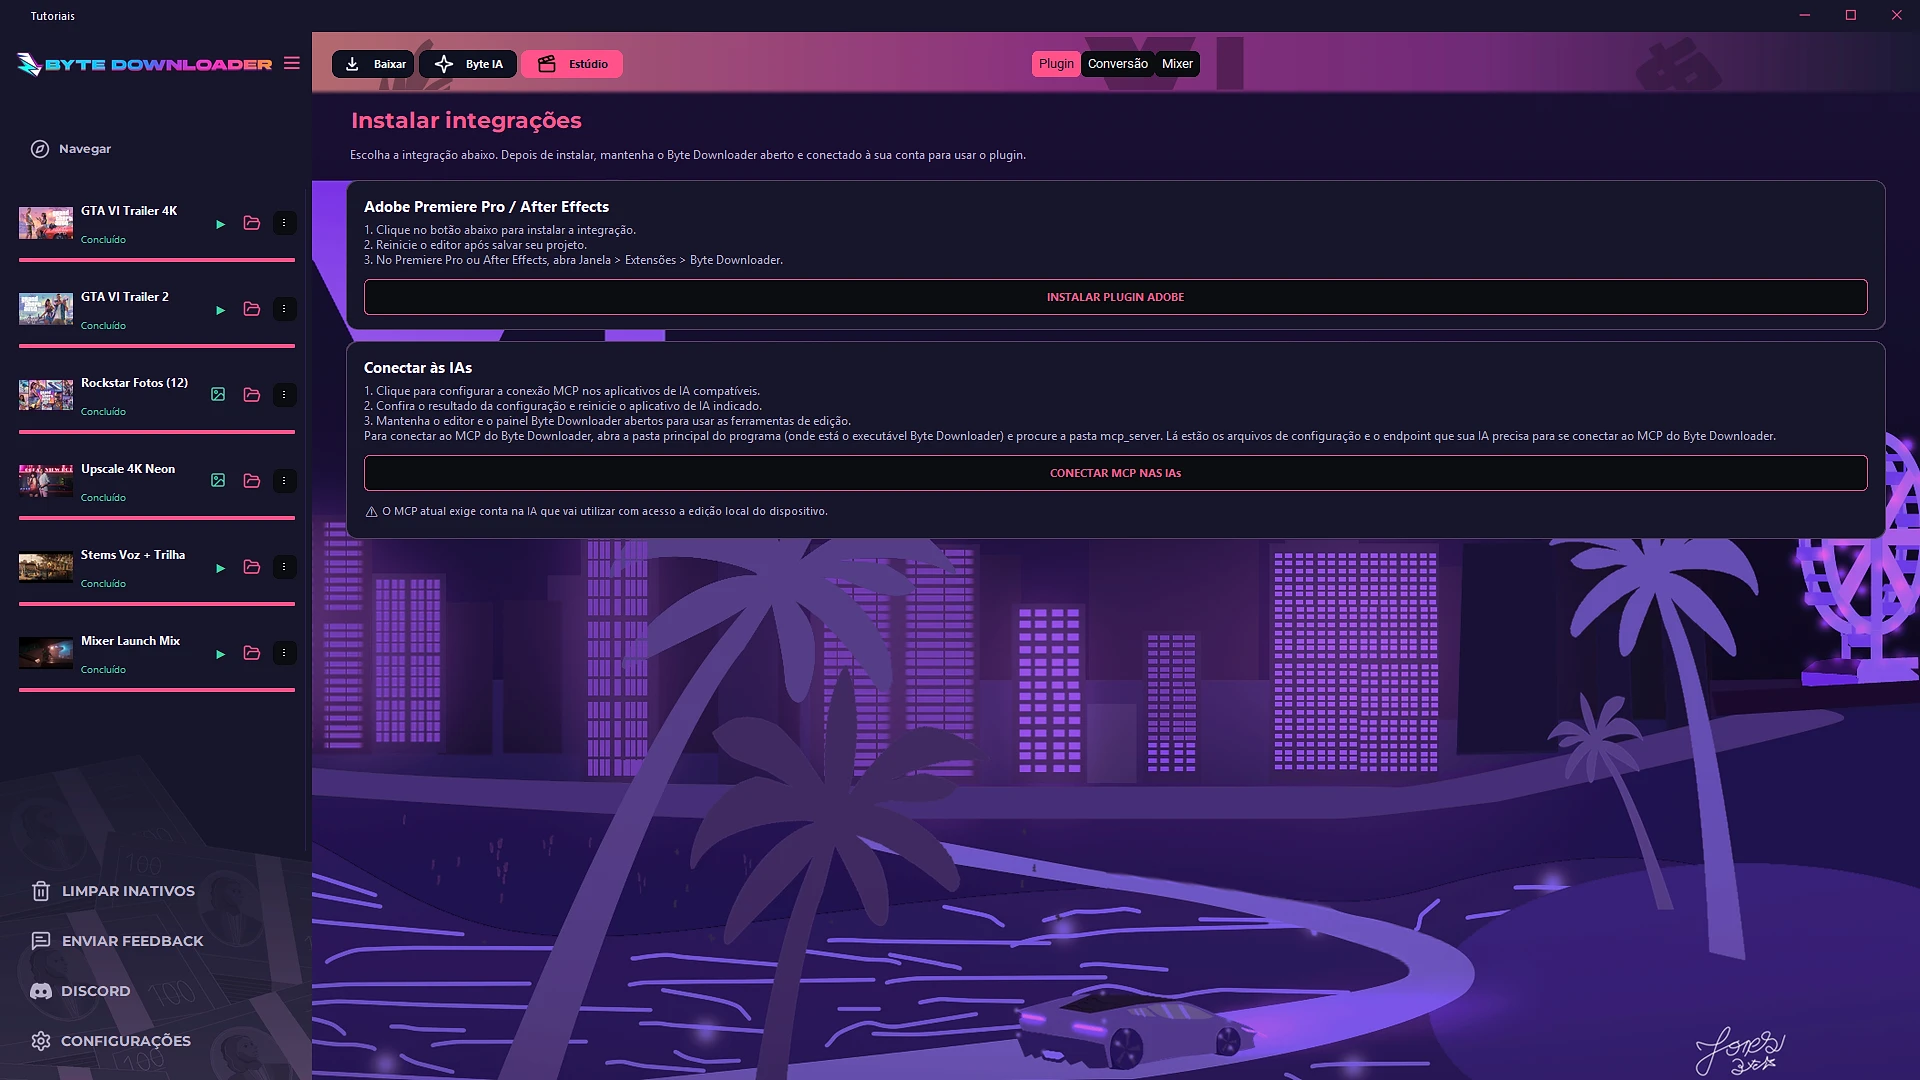 Tutoriais
BYTE DOWNLOADER
Baixar
Byte IA
Estúdio
Plugin
Conversão
Mixer
Navegar
GTA VI Trailer 4K
Concluído
GTA VI Trailer 2
Concluído
Rockstar Fotos (12)
Concluído
Upscale 4K Neon
Concluído
Stems Voz + Trilha
Concluído
Mixer Launch Mix
Concluído
LIMPAR INATIVOS
ENVIAR FEEDBACK
DISCORD
CONFIGURAÇÕES
Instalar integrações
Escolha a integração abaixo. Depois de instalar, mantenha o Byte Downloader aberto e conectado à sua conta para usar o plugin.
Adobe Premiere Pro / After Effects
1. Clique no botão abaixo para instalar a integração.
2. Reinicie o editor após salvar seu projeto.
3. No Premiere Pro ou After Effects, abra Janela > Extensões > Byte Downloader.
INSTALAR PLUGIN ADOBE
Conectar às IAs
1. Clique para configurar a conexão MCP nos aplicativos de IA compatíveis.
2. Confira o resultado da configuração e reinicie o aplicativo de IA indicado.
3. Mantenha o editor e o painel Byte Downloader abertos para usar as ferramentas de edição.
Para conectar ao MCP do Byte Downloader, abra a pasta principal do programa (onde está o executável Byte Downloader) e procure a pasta mcp_server. Lá estão os arquivos de configuração e o endpoint que sua IA precisa para se conectar ao MCP do Byte Downloader.
CONECTAR MCP NAS IAs
⚠ O MCP atual exige conta na IA que vai utilizar com acesso a edição local do dispositivo.